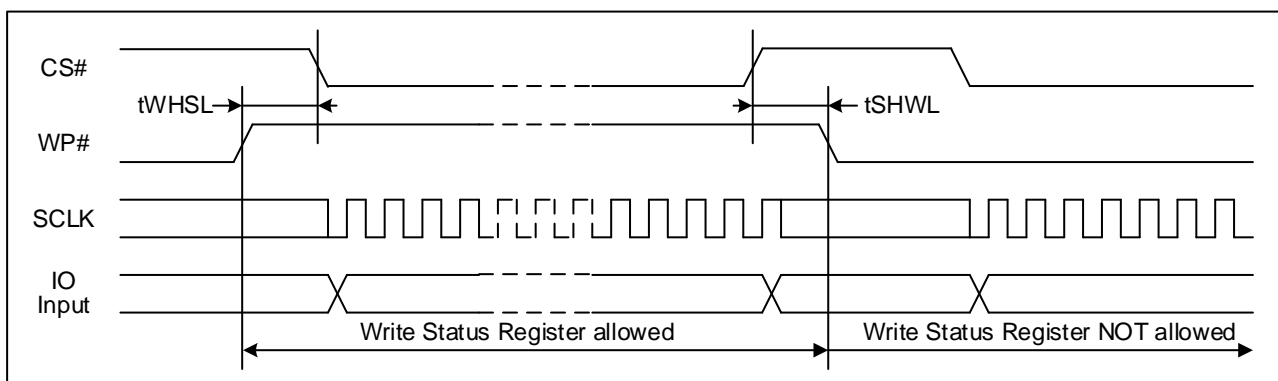 CS#
tWHSL
tSHWL
WP#
SCLK
IO
Input
Write Status Register allowed
Write Status Register NOT allowed